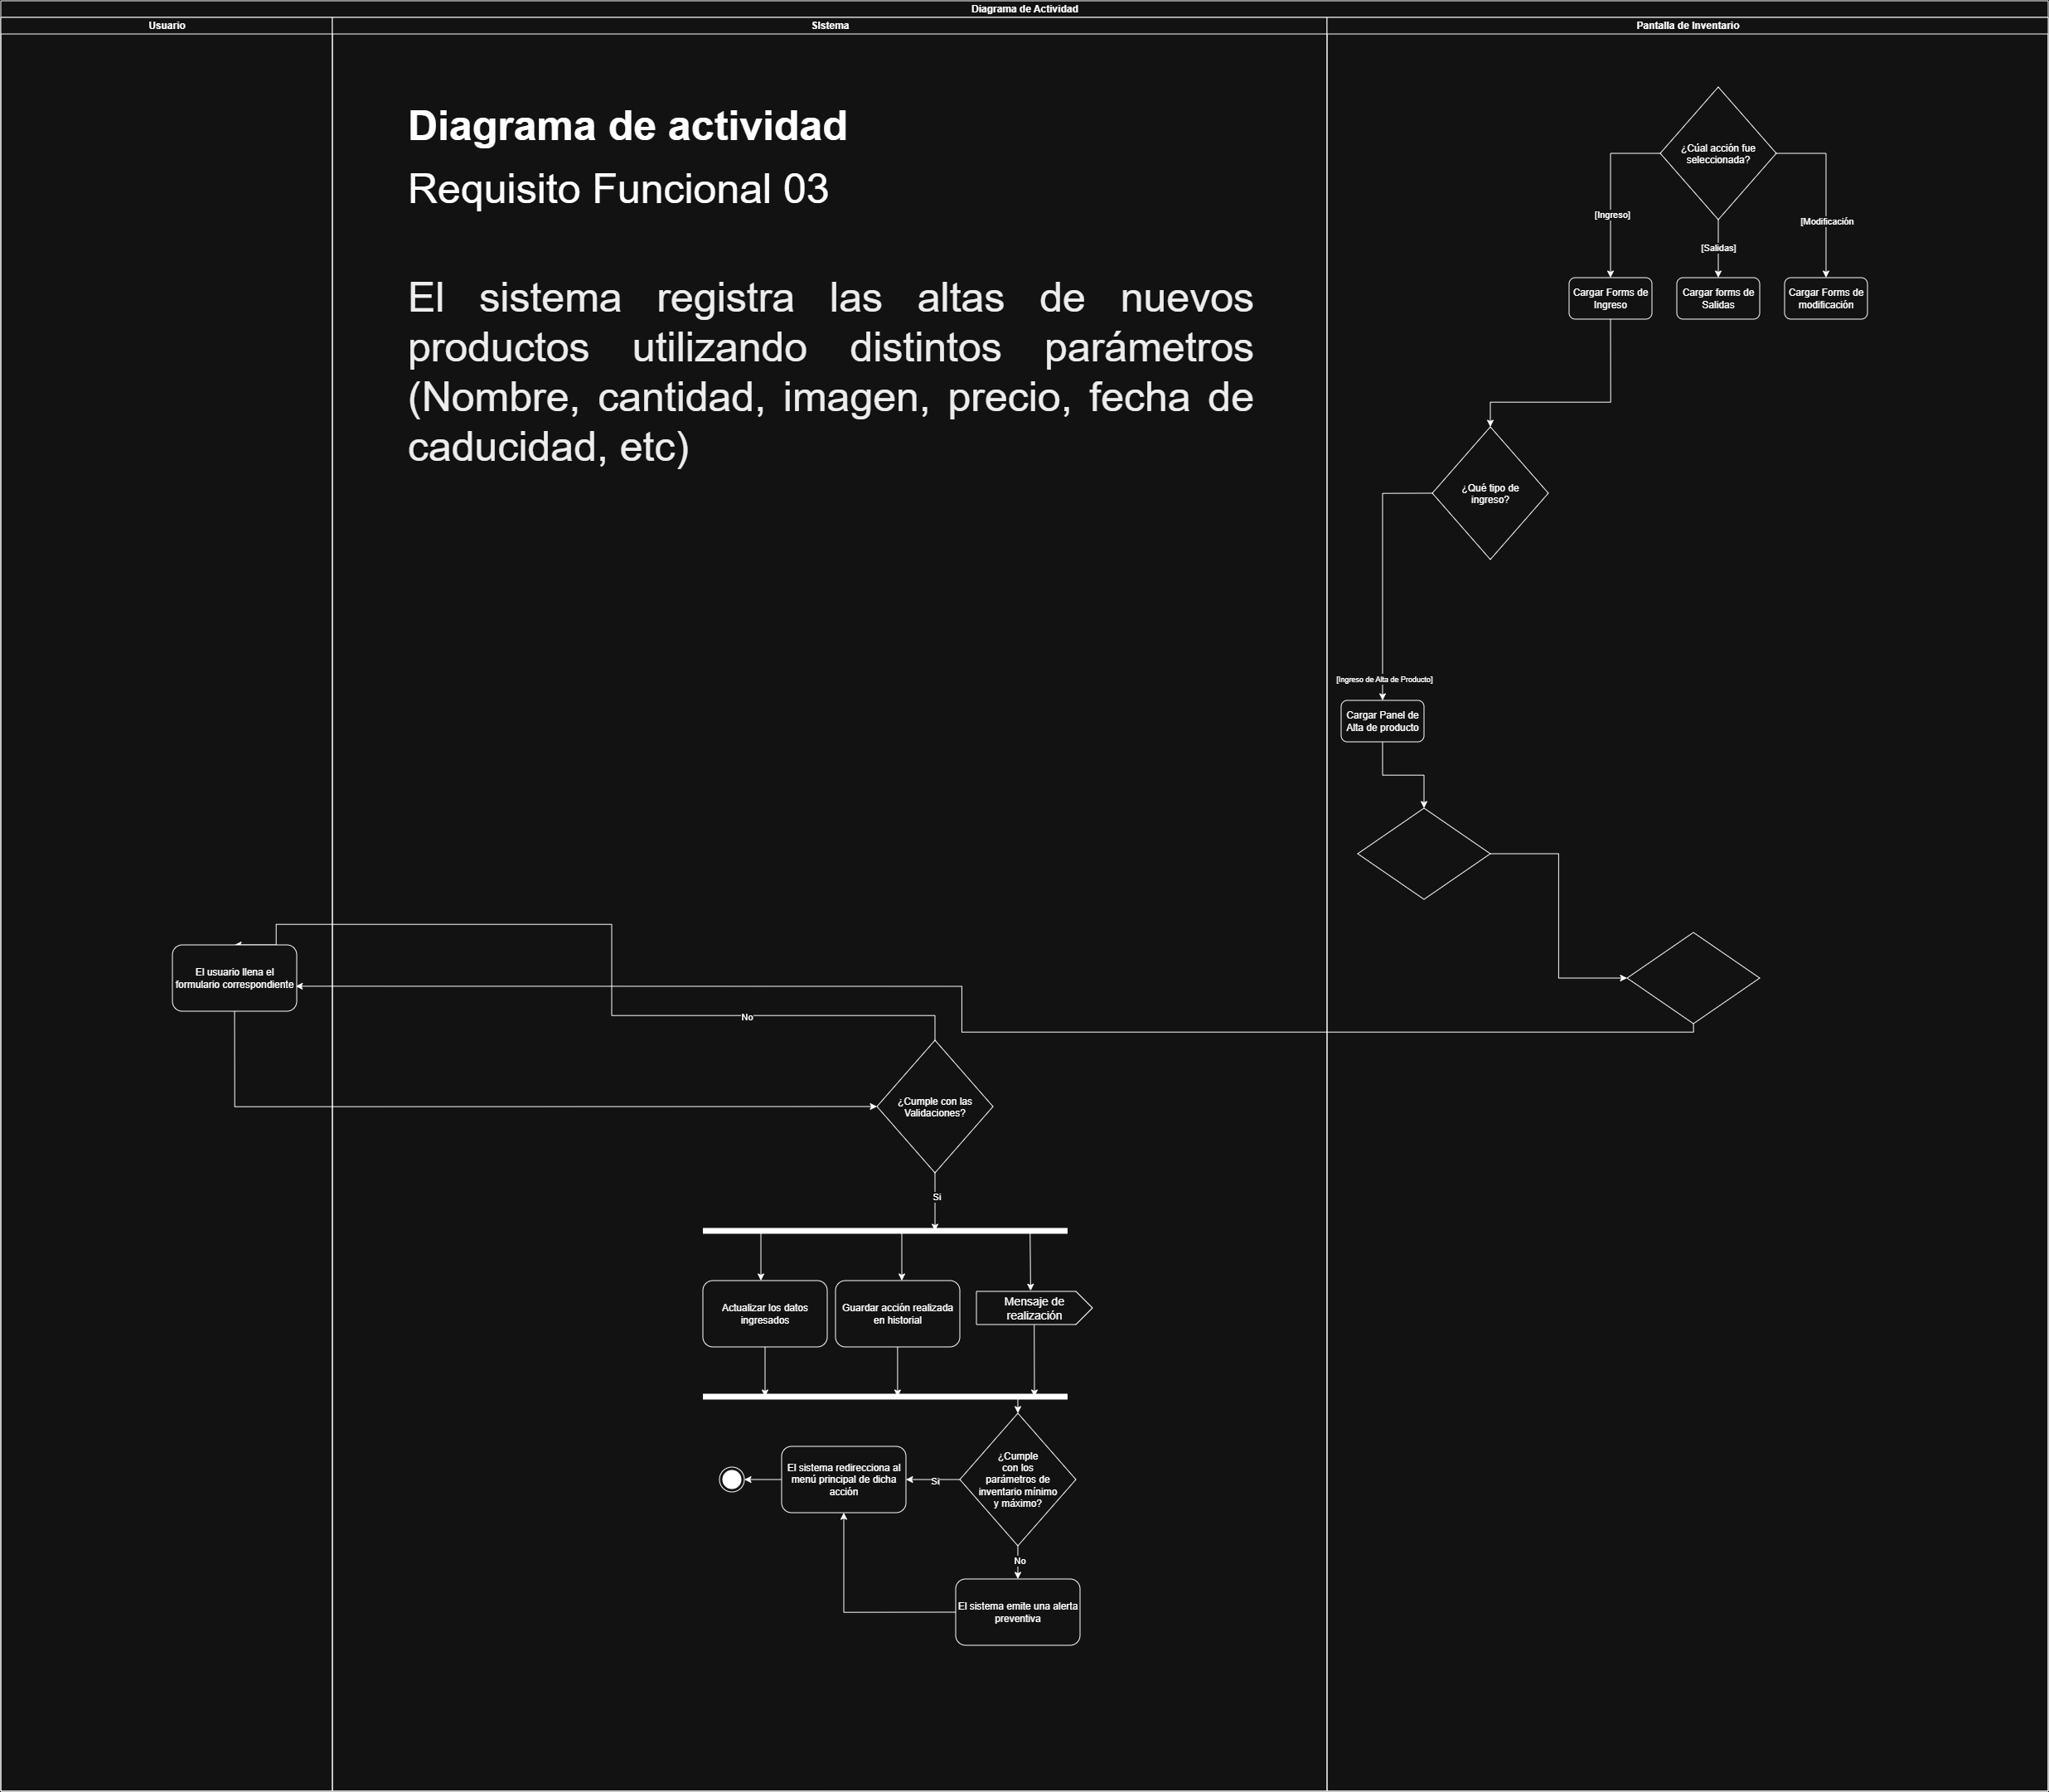 Diagrama de Actividad
Usuario
SIstema
Pantalla de Inventario
Diagrama de actividad
Requisito Funcional 03
El sistema registra las altas de nuevos
productos utilizando distintos parámetros
(Nombre, cantidad, imagen, precio, fecha de
caducidad, etc)
¿Cúal acción fue
seleccionada?
[Ingreso]
[Salidas]
[Modificación
Cargar Forms de
Ingreso
Cargar forms de
Salidas
Cargar Forms de
modificación
¿Qué tipo de
ingreso?
[Ingreso de Alta de Producto]
Cargar Panel de
Alta de producto
El usuario llena el
formulario correspondiente
No
¿Cumple con las
Validaciones?
Si
Actualizar los datos
ingresados
Guardar acción realizada
en historial
Mensaje de
realización
El sistema redirecciona al
menú principal de dicha
acción
Si
¿Cumple
con los
parámetros de
inventario mínimo
y máximo?
No
El sistema emite una alerta
preventiva